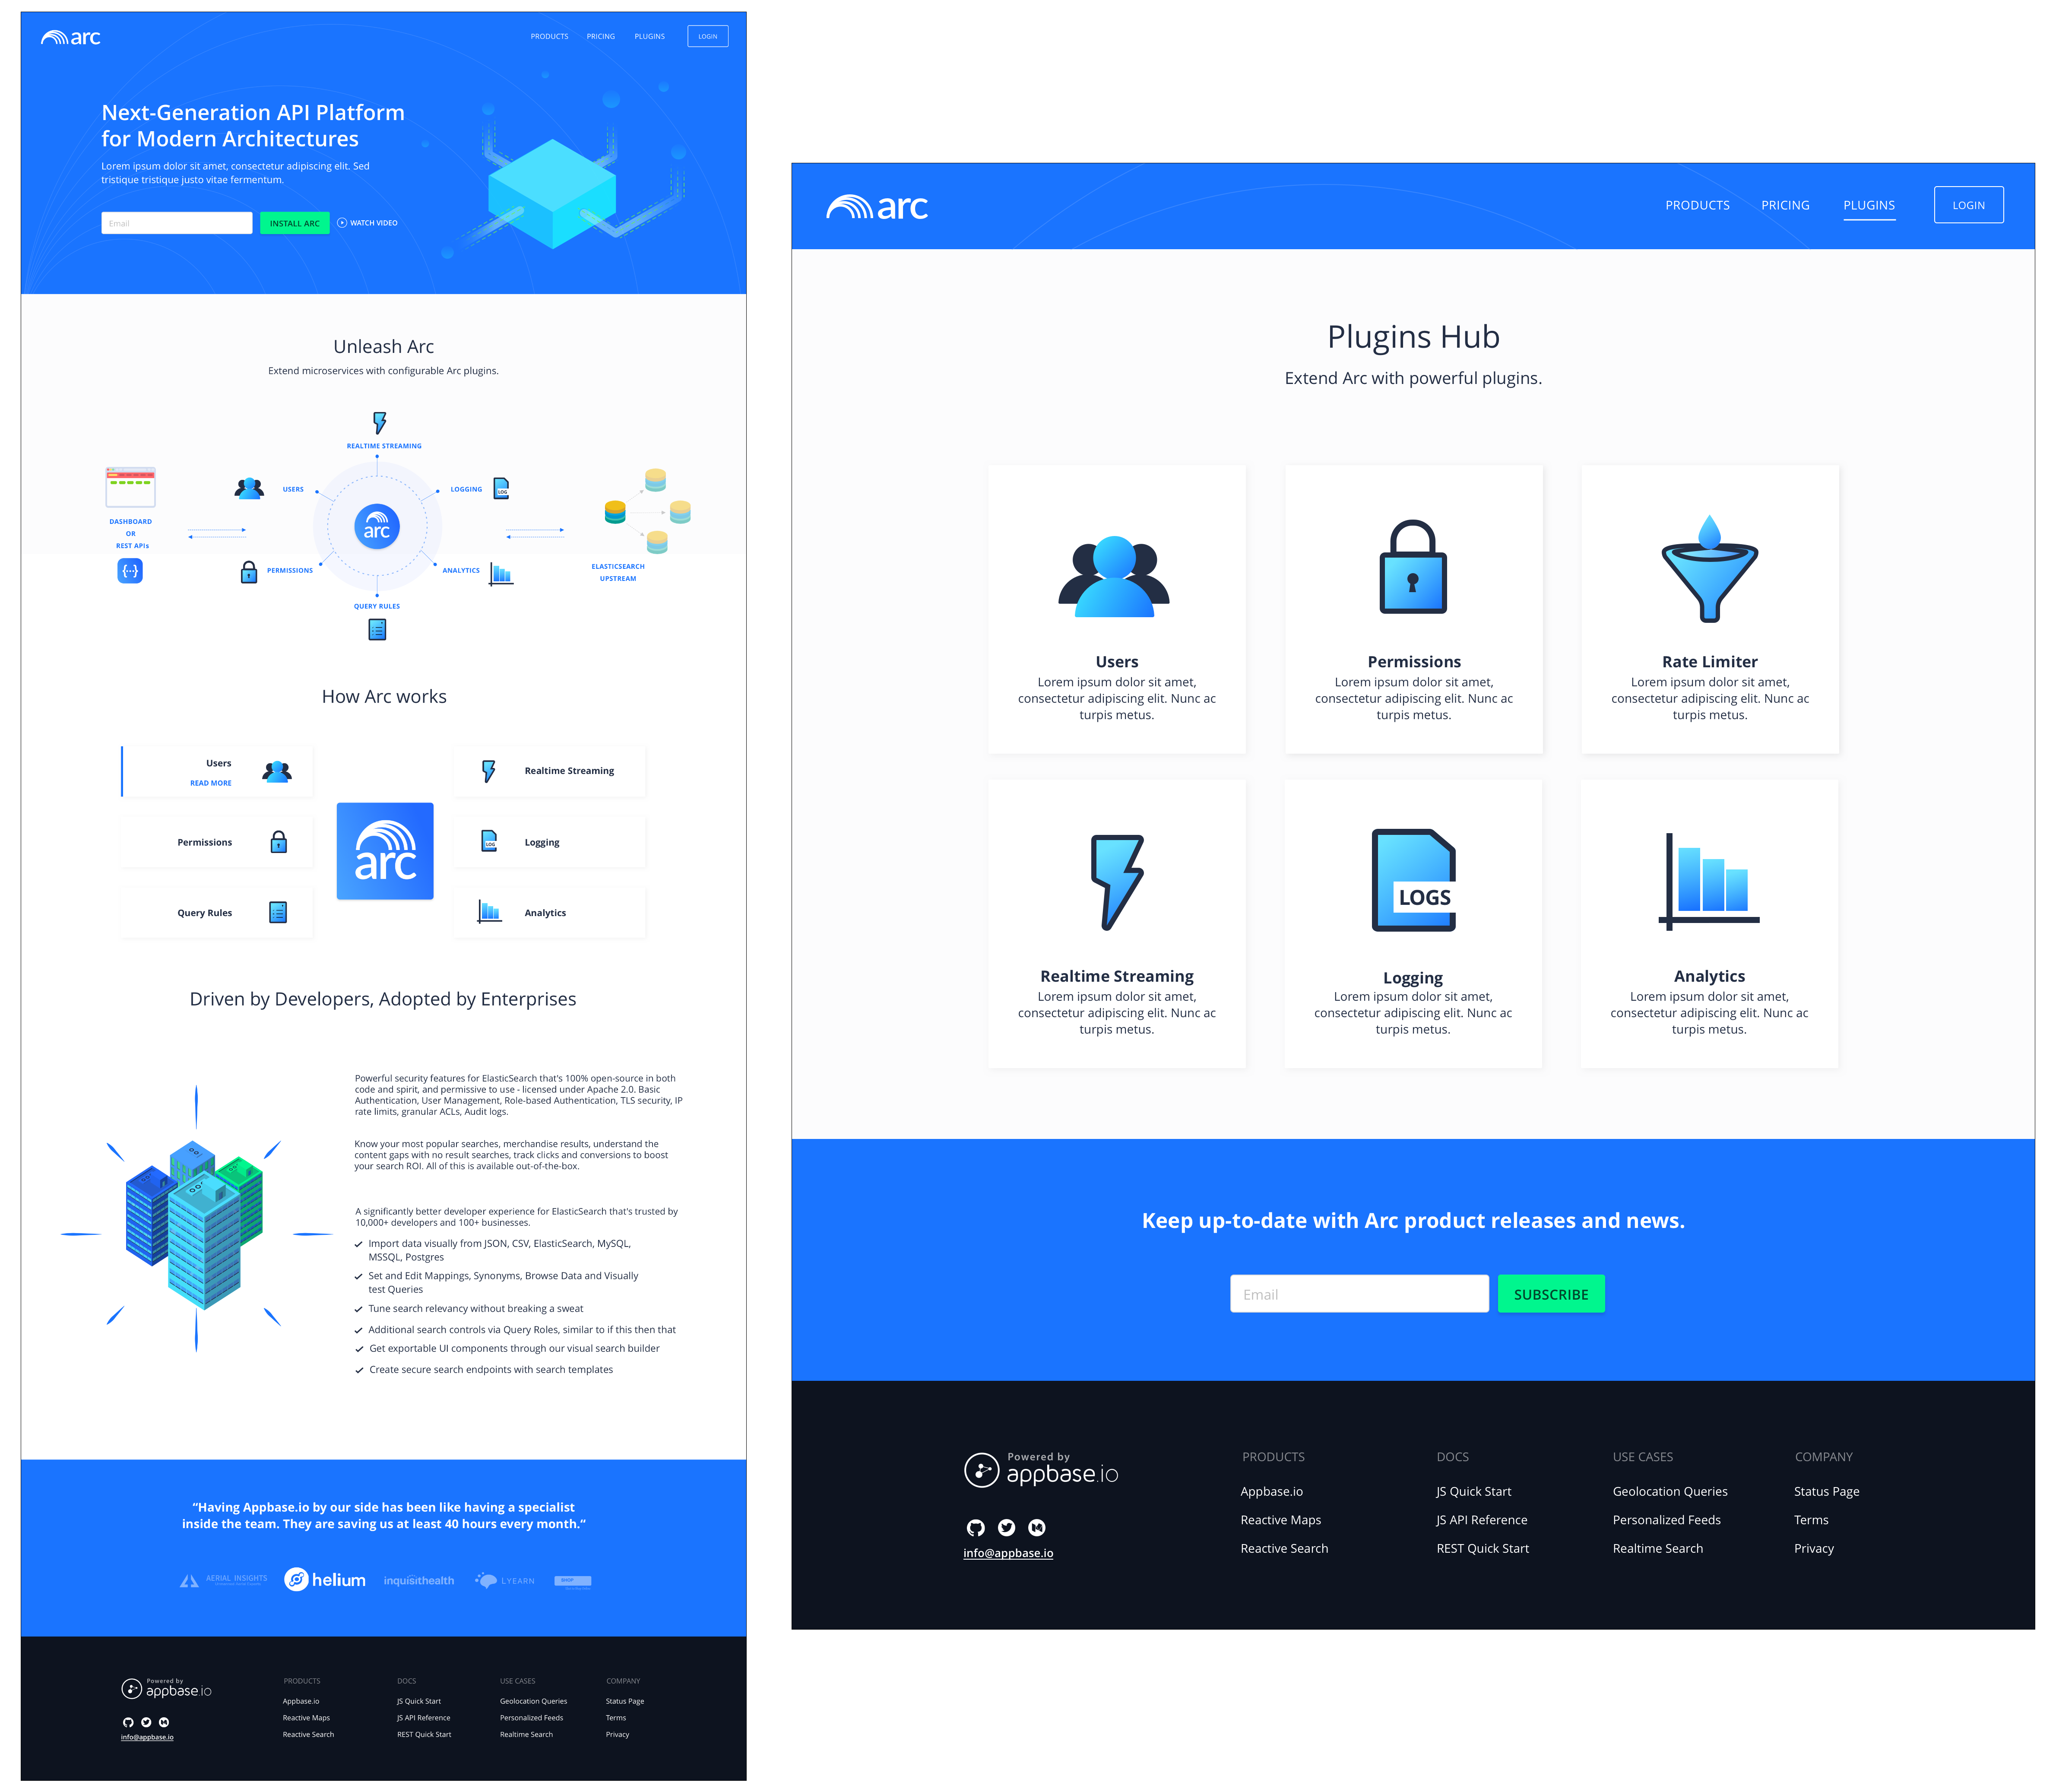 arc
PRODUCTS
PRICING
PLUGINS
LOGIN
Next-Generation API Platform
for Modern Architectures
Lorem ipsum dolor sit amet, consectetur adipiscing elit. Sed
tristique tristique justo vitae fermentum.
Email
INSTALL ARC
WATCH VIDEO
Unleash Arc
Extend microservices with configurable Arc plugins.
REALTIME STREAMING
USERS
LOGGING
LOG
DASHBOARD
OR
REST APIs
{···}
arc
PERMISSIONS
ANALYTICS
ELASTICSEARCH
UPSTREAM
QUERY RULES
How Arc works
Users
READ MORE
Realtime Streaming
Permissions
arc
LOG
Logging
Query Rules
Analytics
Driven by Developers, Adopted by Enterprises
Powerful security features for ElasticSearch that's 100% open-source in both
code and spirit, and permissive to use - licensed under Apache 2.0. Basic
Authentication, User Management, Role-based Authentication, TLS security, IP
rate limits, granular ACLs, Audit logs.
Know your most popular searches, merchandise results, understand the
content gaps with no result searches, track clicks and conversions to boost
your search ROI. All of this is available out-of-the-box.
A significantly better developer experience for ElasticSearch that's trusted by
10,000+ developers and 100+ businesses.
Import data visually from JSON, CSV, ElasticSearch, MySQL,
MSSQL, Postgres
Set and Edit Mappings, Synonyms, Browse Data and Visually
test Queries
Tune search relevancy without breaking a sweat
Additional search controls via Query Roles, similar to if this then that
Get exportable UI components through our visual search builder
Create secure search endpoints with search templates
“Having Appbase.io by our side has been like having a specialist
inside the team. They are saving us at least 40 hours every month.“
AERIAL INSIGHTS
helium
inquisithealth
LYEARN
SHOP
Powered by
appbase.io
info@appbase.io
PRODUCTS
Appbase.io
Reactive Maps
Reactive Search
DOCS
JS Quick Start
JS API Reference
REST Quick Start
USE CASES
Geolocation Queries
Personalized Feeds
Realtime Search
COMPANY
Status Page
Terms
Privacy
arc
PRODUCTS
PRICING
PLUGINS
LOGIN
Plugins Hub
Extend Arc with powerful plugins.
Users
Lorem ipsum dolor sit amet,
consectetur adipiscing elit. Nunc ac
turpis metus.
Permissions
Lorem ipsum dolor sit amet,
consectetur adipiscing elit. Nunc ac
turpis metus.
Rate Limiter
Lorem ipsum dolor sit amet,
consectetur adipiscing elit. Nunc ac
turpis metus.
Realtime Streaming
Lorem ipsum dolor sit amet,
consectetur adipiscing elit. Nunc ac
turpis metus.
LOGS
Logging
Lorem ipsum dolor sit amet,
consectetur adipiscing elit. Nunc ac
turpis metus.
Analytics
Lorem ipsum dolor sit amet,
consectetur adipiscing elit. Nunc ac
turpis metus.
Keep up-to-date with Arc product releases and news.
Email
SUBSCRIBE
Powered by
appbase.io
info@appbase.io
PRODUCTS
Appbase.io
Reactive Maps
Reactive Search
DOCS
JS Quick Start
JS API Reference
REST Quick Start
USE CASES
Geolocation Queries
Personalized Feeds
Realtime Search
COMPANY
Status Page
Terms
Privacy